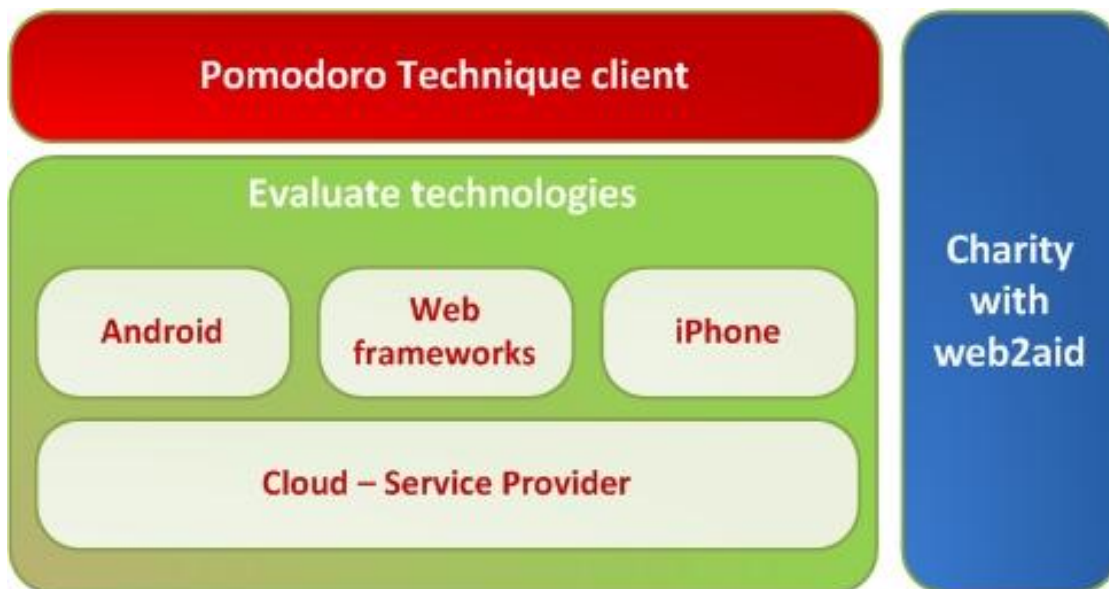 Pomodoro Technique client
Evaluate technologies
Android
Web
frameworks
iPhone
Cloud – Service Provider
Charity
with
web2aid